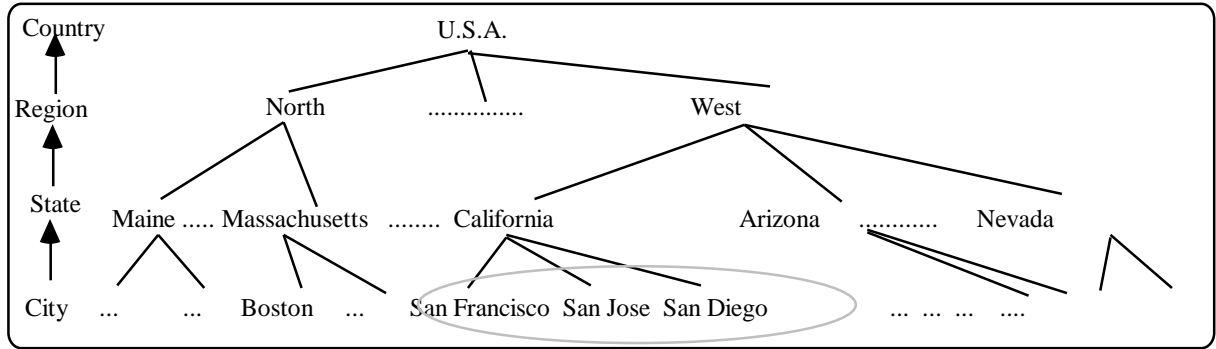 Country U.S.A.
Region North ............... West
State Maine ..... Massachusetts ........ California Arizona ............ Nevada
City ... ... Boston ... San Francisco San Jose San Diego ... ... ... ....